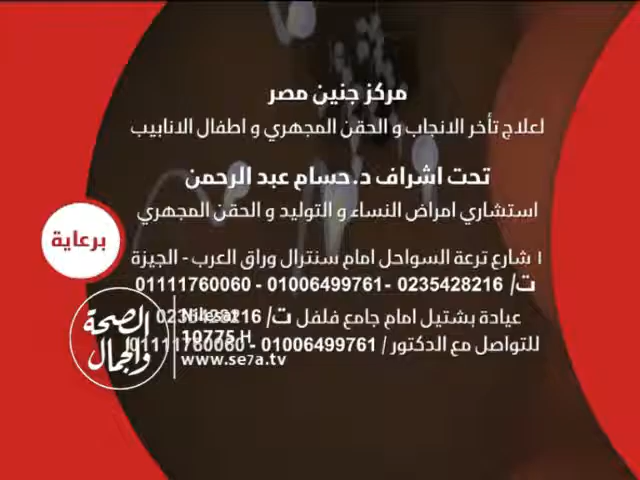 مركز جنين مصر
لعلاج تأخر الانجاب و الحقن المجهري و اطفال الانابيب
تحت اشراف د.حسام عبد الرحمن
استشاري امراض النساء و التوليد و الحقن المجهري
برعاية
١ شارع ترعة السواحل امام سنترال وراق العرب - الجيزة
ت/ 0235428216 - 01006499761 - 01111760060
عيادة بشتيل امام جامع فلفل ت/ 0235428216
للتواصل مع الدكتور / 01006499761 - 01111760060
الصحة والجمال
Nilesat
10775 H
www.se7a.tv